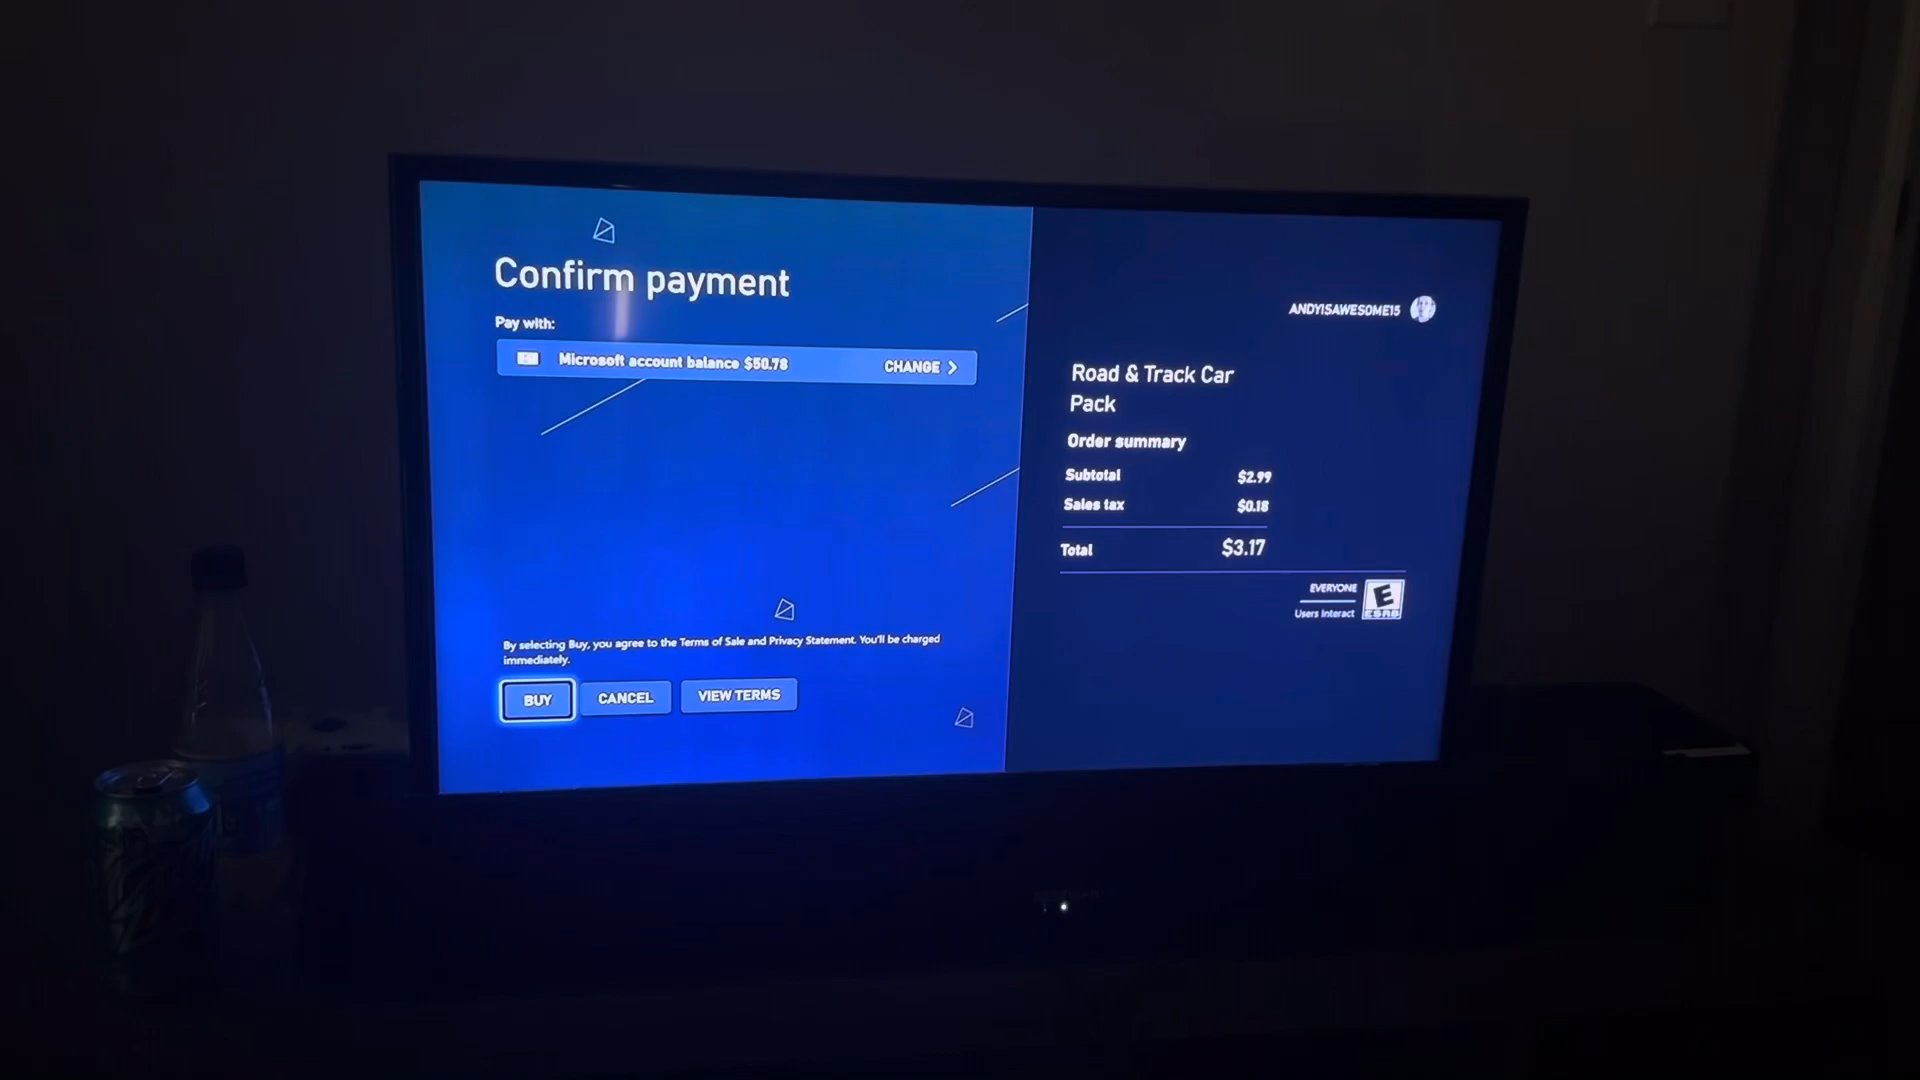 Confirm payment
Pay with:
Microsoft account balance $50.78
CHANGE
By selecting Buy, you agree to the Terms of Sale and Privacy Statement. You'll be charged
immediately.
BUY
CANCEL
VIEW TERMS
ANDYISAWESOME15
Road & Track Car
Pack
Order summary
Subtotal $2.99
Sales tax $0.18
Total $3.17
EVERYONE
Users Interact
E
ESRB